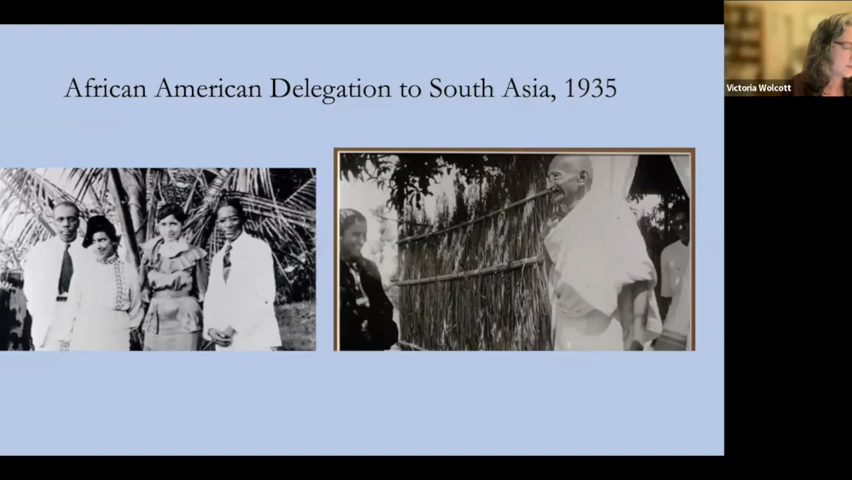 African American Delegation to South Asia, 1935
Victoria Wolcott